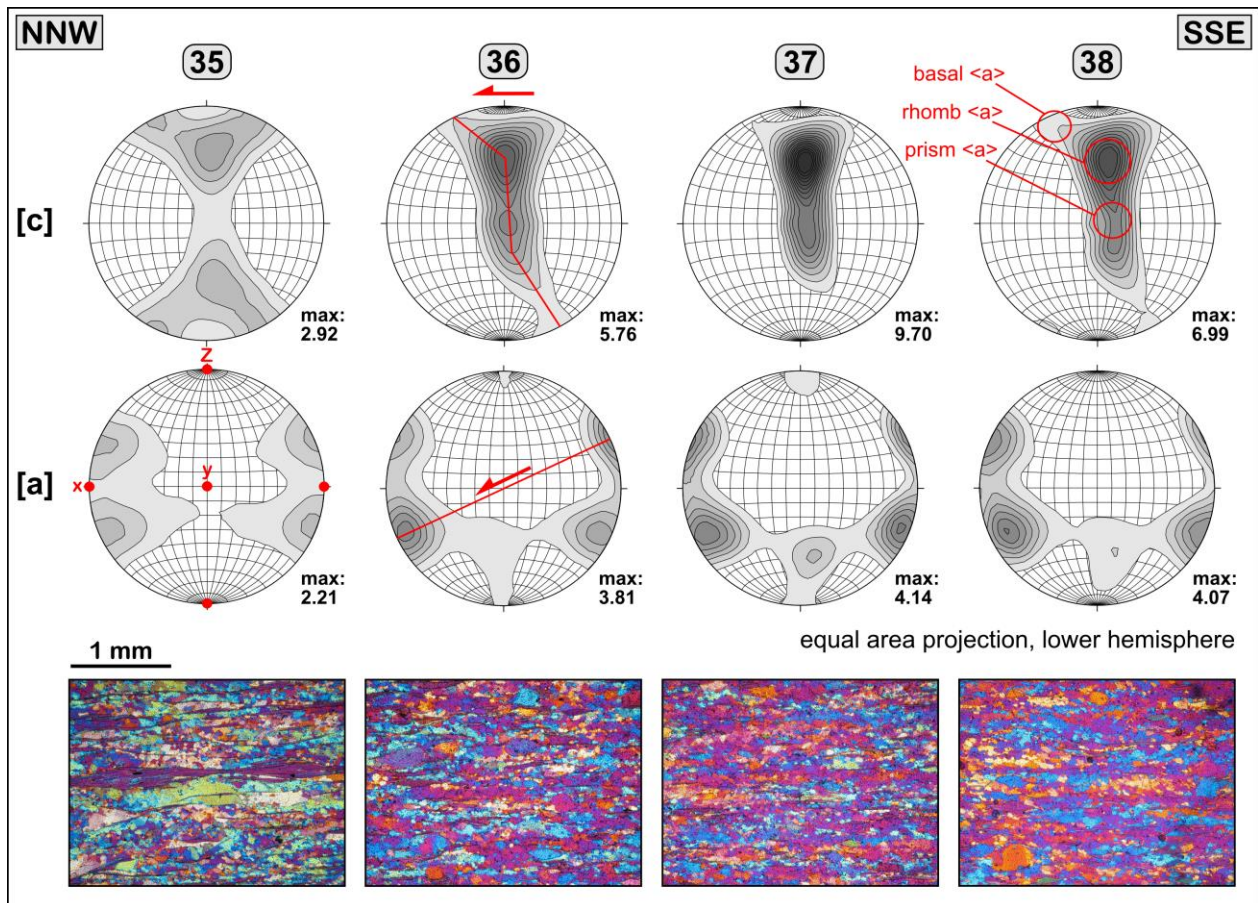 NNW
SSE
35
36
37
38
basal <a>
rhomb <a>
prism <a>
[c]
max:
2.92
max:
5.76
max:
9.70
max:
6.99
Z
x
y
[a]
max:
2.21
max:
3.81
max:
4.14
max:
4.07
equal area projection, lower hemisphere
1 mm